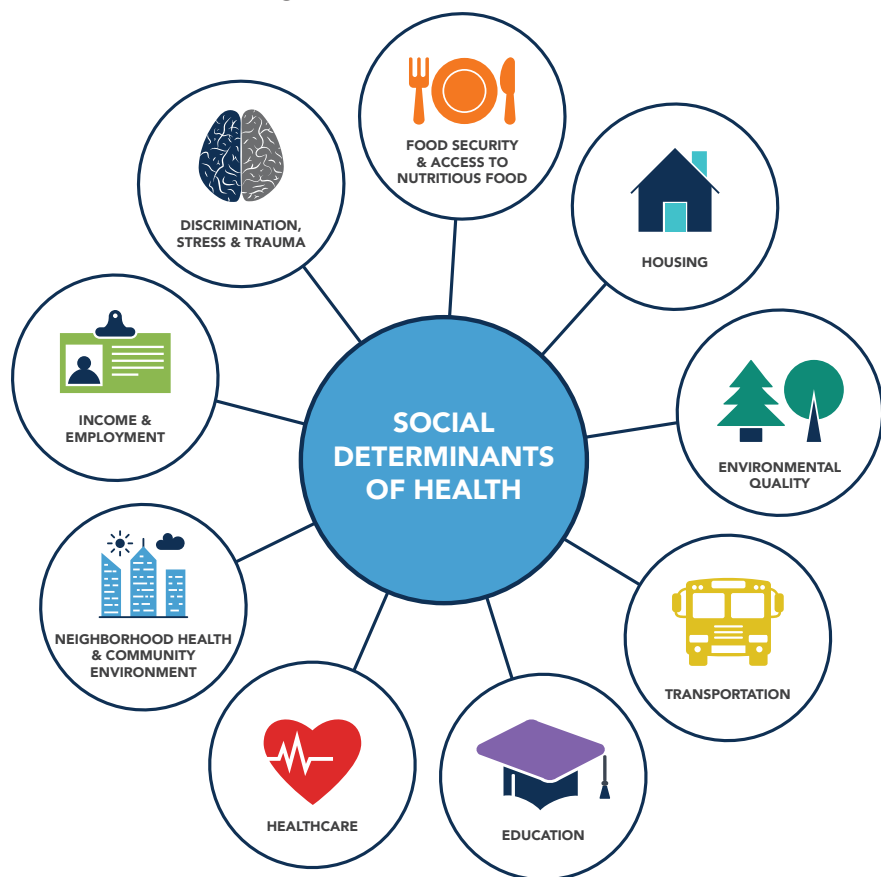 FOOD SECURITY
& ACCESS TO
NUTRITIOUS FOOD
DISCRIMINATION,
STRESS & TRAUMA
HOUSING
INCOME &
EMPLOYMENT
SOCIAL
DETERMINANTS
OF HEALTH
ENVIRONMENTAL
QUALITY
NEIGHBORHOOD HEALTH
& COMMUNITY
ENVIRONMENT
TRANSPORTATION
HEALTHCARE
EDUCATION